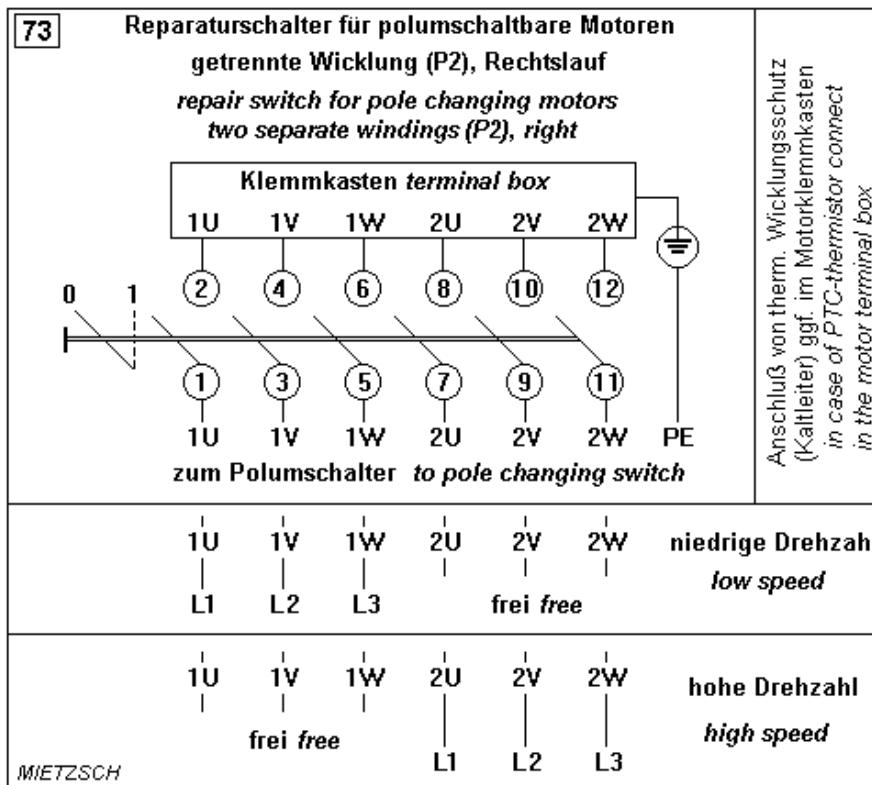 73
Reparaturschalter für polumschaltbare Motoren
getrennte Wicklung (P2), Rechtslauf
repair switch for pole changing motors
two separate windings (P2), right
Klemmkasten terminal box
1U 1V 1W 2U 2V 2W
2 4 6 8 10 12
0 1
1 3 5 7 9 11
1U 1V 1W 2U 2V 2W PE
zum Polumschalter to pole changing switch
Anschluß von therm. Wicklungsschutz
(Kaltleiter) ggf. im Motorklemmkasten
in case of PTC-thermistor connect
in the motor terminal box
1U 1V 1W 2U 2V 2W niedrige Drehzah
low speed
L1 L2 L3 frei free
1U 1V 1W 2U 2V 2W
hohe Drehzahl
frei free
high speed
L1 L2 L3
MIETZSCH